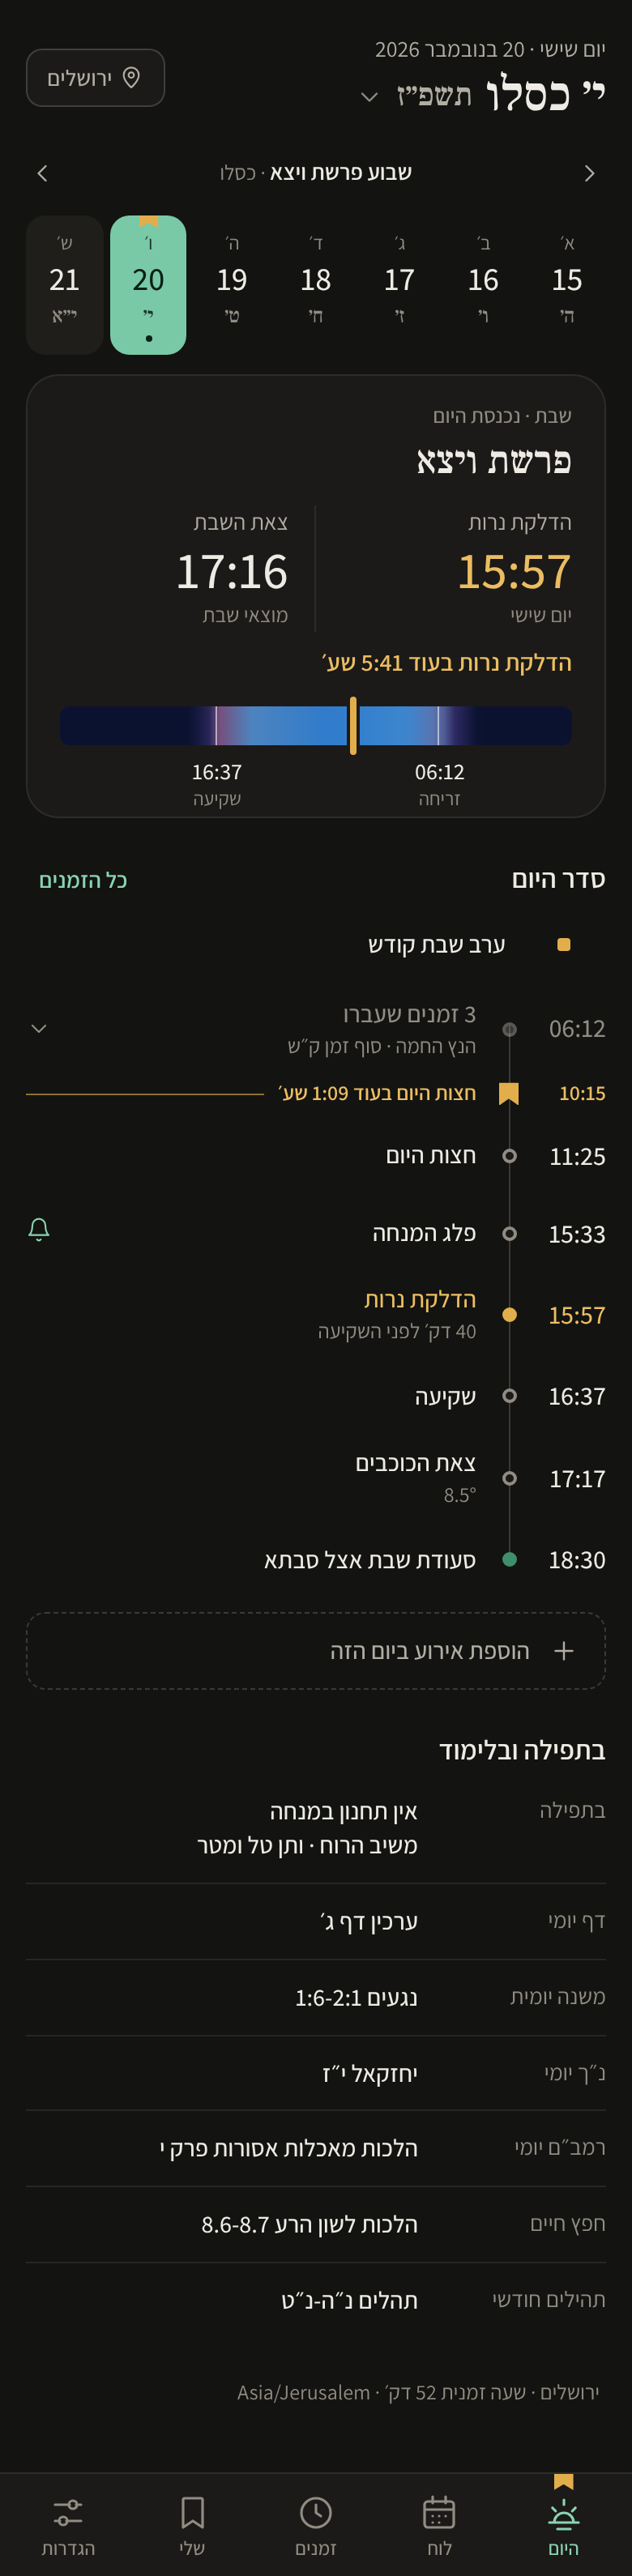 יום שישי · 20 בנובמבר 2026
י׳ כסלו תשפ״ז
ירושלים
שבוע פרשת ויצא · כסלו
א׳ ב׳ ג׳ ד׳ ה׳ ו׳ ש׳
15 16 17 18 19 20 21
ה׳ ו׳ ז׳ ח׳ ט׳ י׳ י״א
שבת · נכנסת היום
פרשת ויצא
הדלקת נרות
15:57
יום שישי
צאת השבת
17:16
מוצאי שבת
הדלקת נרות בעוד 5:41 שע׳
06:12 16:37
זריחה שקיעה
סדר היום
כל הזמנים
ערב שבת קודש
06:12 3 זמנים שעברו
הנץ החמה · סוף זמן ק״ש
10:15 חצות היום בעוד 1:09 שע׳
11:25 חצות היום
15:33 פלג המנחה
15:57 הדלקת נרות
40 דק׳ לפני השקיעה
16:37 שקיעה
17:17 צאת הכוכבים
8.5°
18:30 סעודת שבת אצל סבתא
הוספת אירוע ביום הזה
בתפילה ובלימוד
בתפילה אין תחנון במנחה
משיב הרוח · ותן טל ומטר
דף יומי ערכין דף ג׳
משנה יומית נגעים 1:6-2:1
נ״ך יומי יחזקאל י״ז
רמב״ם יומי הלכות מאכלות אסורות פרק י
חפץ חיים הלכות לשון הרע 8.6-8.7
תהילים חודשי תהלים נ״ה-נ״ט
ירושלים · שעה זמנית 52 דק׳ · Asia/Jerusalem
היום לוח זמנים שלי הגדרות